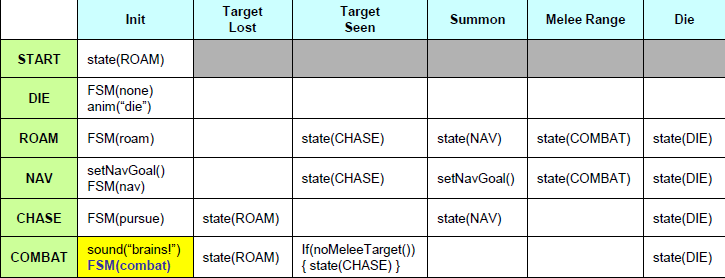 Init Target Lost Target Seen Summon Melee Range Die
START state(ROAM)
DIE FSM(none)
anim("die")
ROAM FSM(roam) state(CHASE) state(NAV) state(COMBAT) state(DIE)
NAV setNavGoal()
FSM(nav) state(CHASE) setNavGoal() state(COMBAT) state(DIE)
CHASE FSM(pursue) state(ROAM) state(NAV) state(DIE)
COMBAT sound("brains!")
FSM(combat) state(ROAM) If(noMeleeTarget())
{ state(CHASE) } state(DIE)